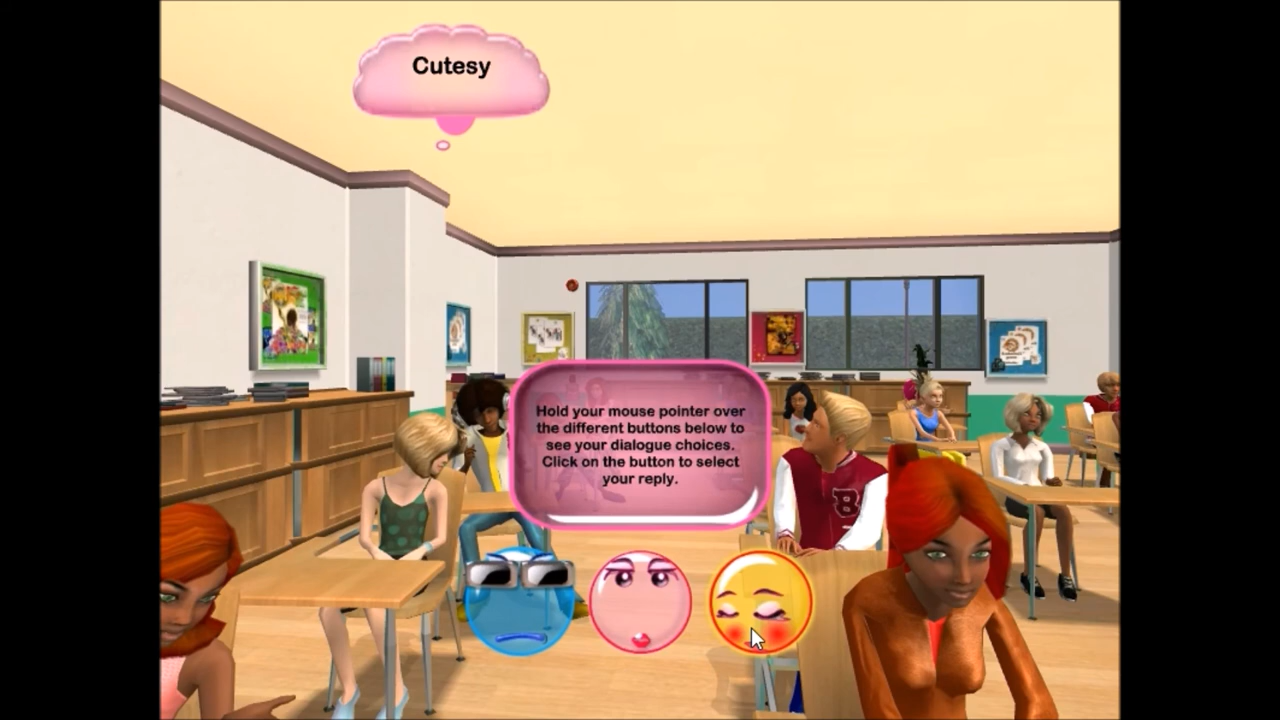 Cutesy
Hold your mouse pointer over
the different buttons below to
see your dialogue choices.
Click on the button to select
your reply.
B